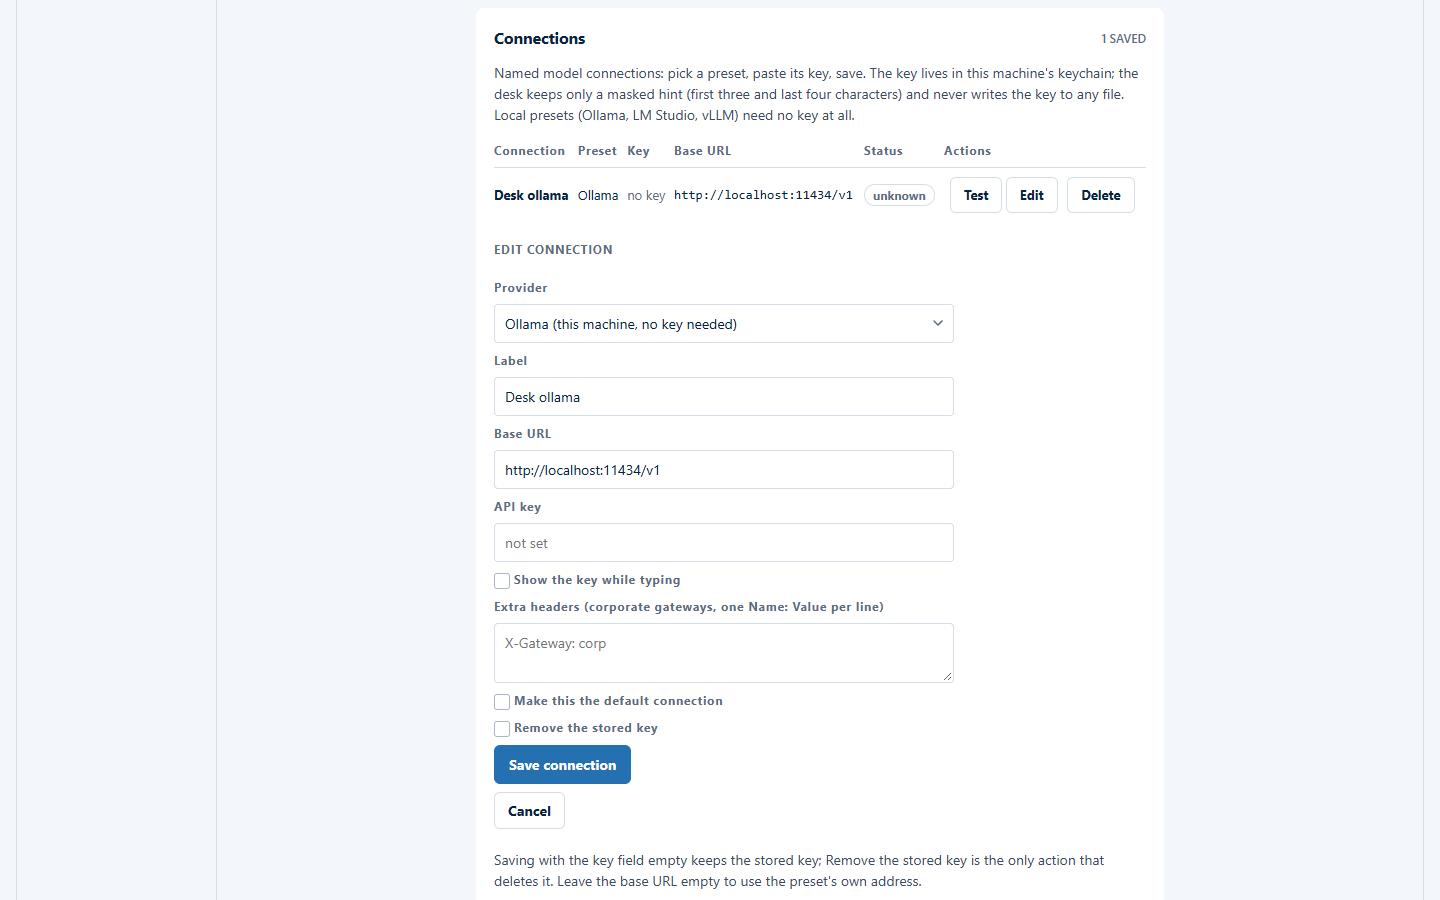 Connections
1 SAVED
Named model connections: pick a preset, paste its key, save. The key lives in this machine's keychain; the
desk keeps only a masked hint (first three and last four characters) and never writes the key to any file.
Local presets (Ollama, LM Studio, vLLM) need no key at all.
Connection Preset Key Base URL Status Actions
Desk ollama Ollama no key http://localhost:11434/v1 unknown Test Edit Delete
EDIT CONNECTION
Provider
Ollama (this machine, no key needed)
Label
Desk ollama
Base URL
http://localhost:11434/v1
API key
not set
Show the key while typing
Extra headers (corporate gateways, one Name: Value per line)
X-Gateway: corp
Make this the default connection
Remove the stored key
Save connection
Cancel
Saving with the key field empty keeps the stored key; Remove the stored key is the only action that
deletes it. Leave the base URL empty to use the preset's own address.